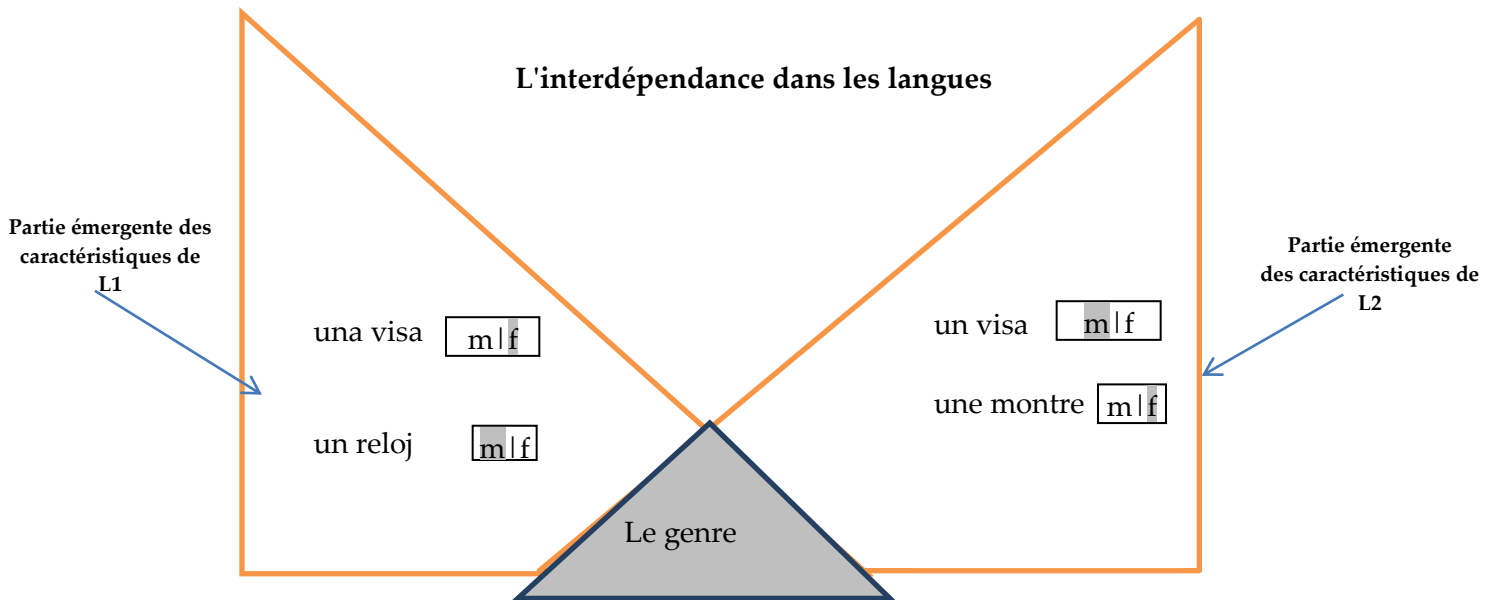 L'interdépendance dans les langues
Partie émergente des
caractéristiques de
L1
Partie émergente
des caractéristiques de
L2
una visa m|f
un reloj m|f
un visa m|f
une montre m|f
Le genre